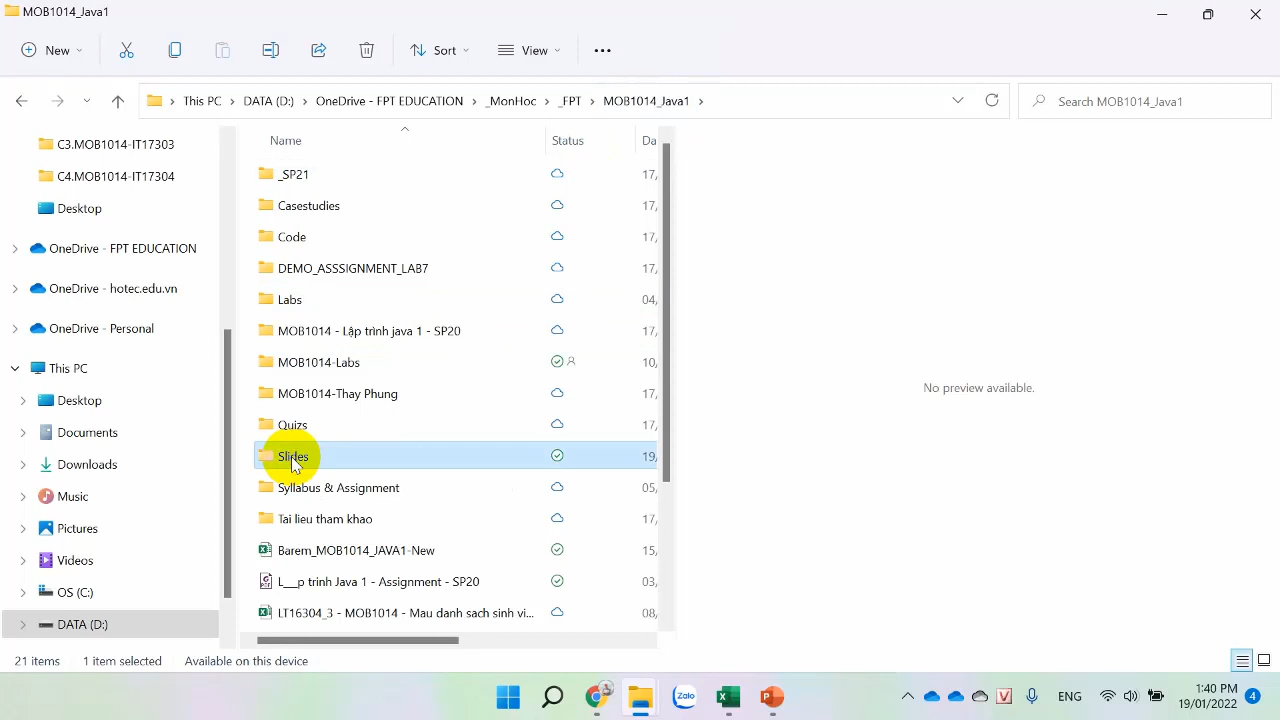 MOB1014_Java1
New
Sort
View
This PC
DATA (D:)
OneDrive - FPT EDUCATION
_MonHoc
_FPT
MOB1014_Java1
Search MOB1014_Java1
C3.MOB1014-IT17303
C4.MOB1014-IT17304
Desktop
OneDrive - FPT EDUCATION
OneDrive - hotec.edu.vn
OneDrive - Personal
This PC
Desktop
Documents
Downloads
Music
Pictures
Videos
OS (C:)
DATA (D:)
Name Status Da
_SP21 17,
Casestudies 17,
Code 17,
DEMO_ASSSIGNMENT_LAB7 17,
Labs 04,
MOB1014 - Lập trình java 1 - SP20 17,
MOB1014-Labs 10,
MOB1014-Thay Phung 17,
Quizs 17,
Slides 19,
Syllabus & Assignment 05,
Tai lieu tham khao 17,
Barem_MOB1014_JAVA1-New 15,
L__p trinh Java 1 - Assignment - SP20 03,
LT16304_3 - MOB1014 - Mau danh sach sinh vi... 08,
No preview available.
21 items 1 item selected Available on this device
Zalo
ENG
1:40 PM
19/01/2022
4